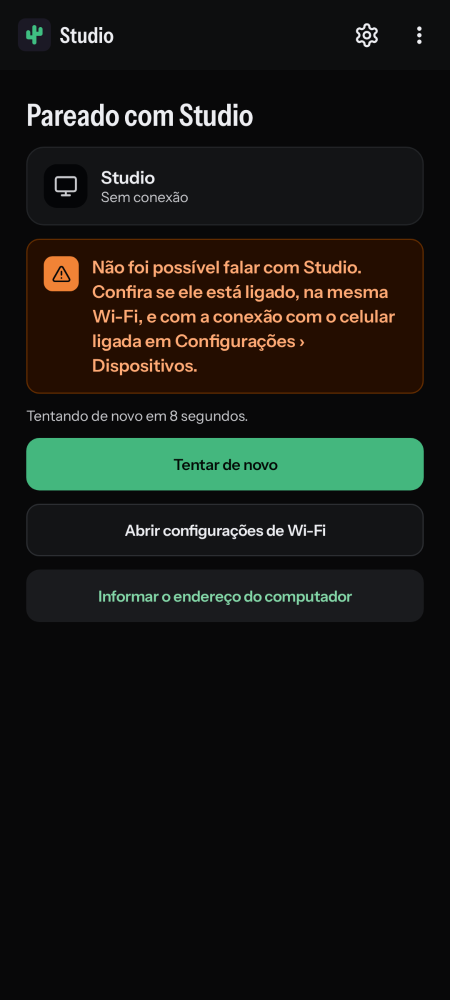 Studio
Pareado com Studio
Studio
Sem conexão
Não foi possível falar com Studio.
Confira se ele está ligado, na mesma
Wi-Fi, e com a conexão com o celular
ligada em Configurações ›
Dispositivos.
Tentando de novo em 8 segundos.
Tentar de novo
Abrir configurações de Wi-Fi
Informar o endereço do computador